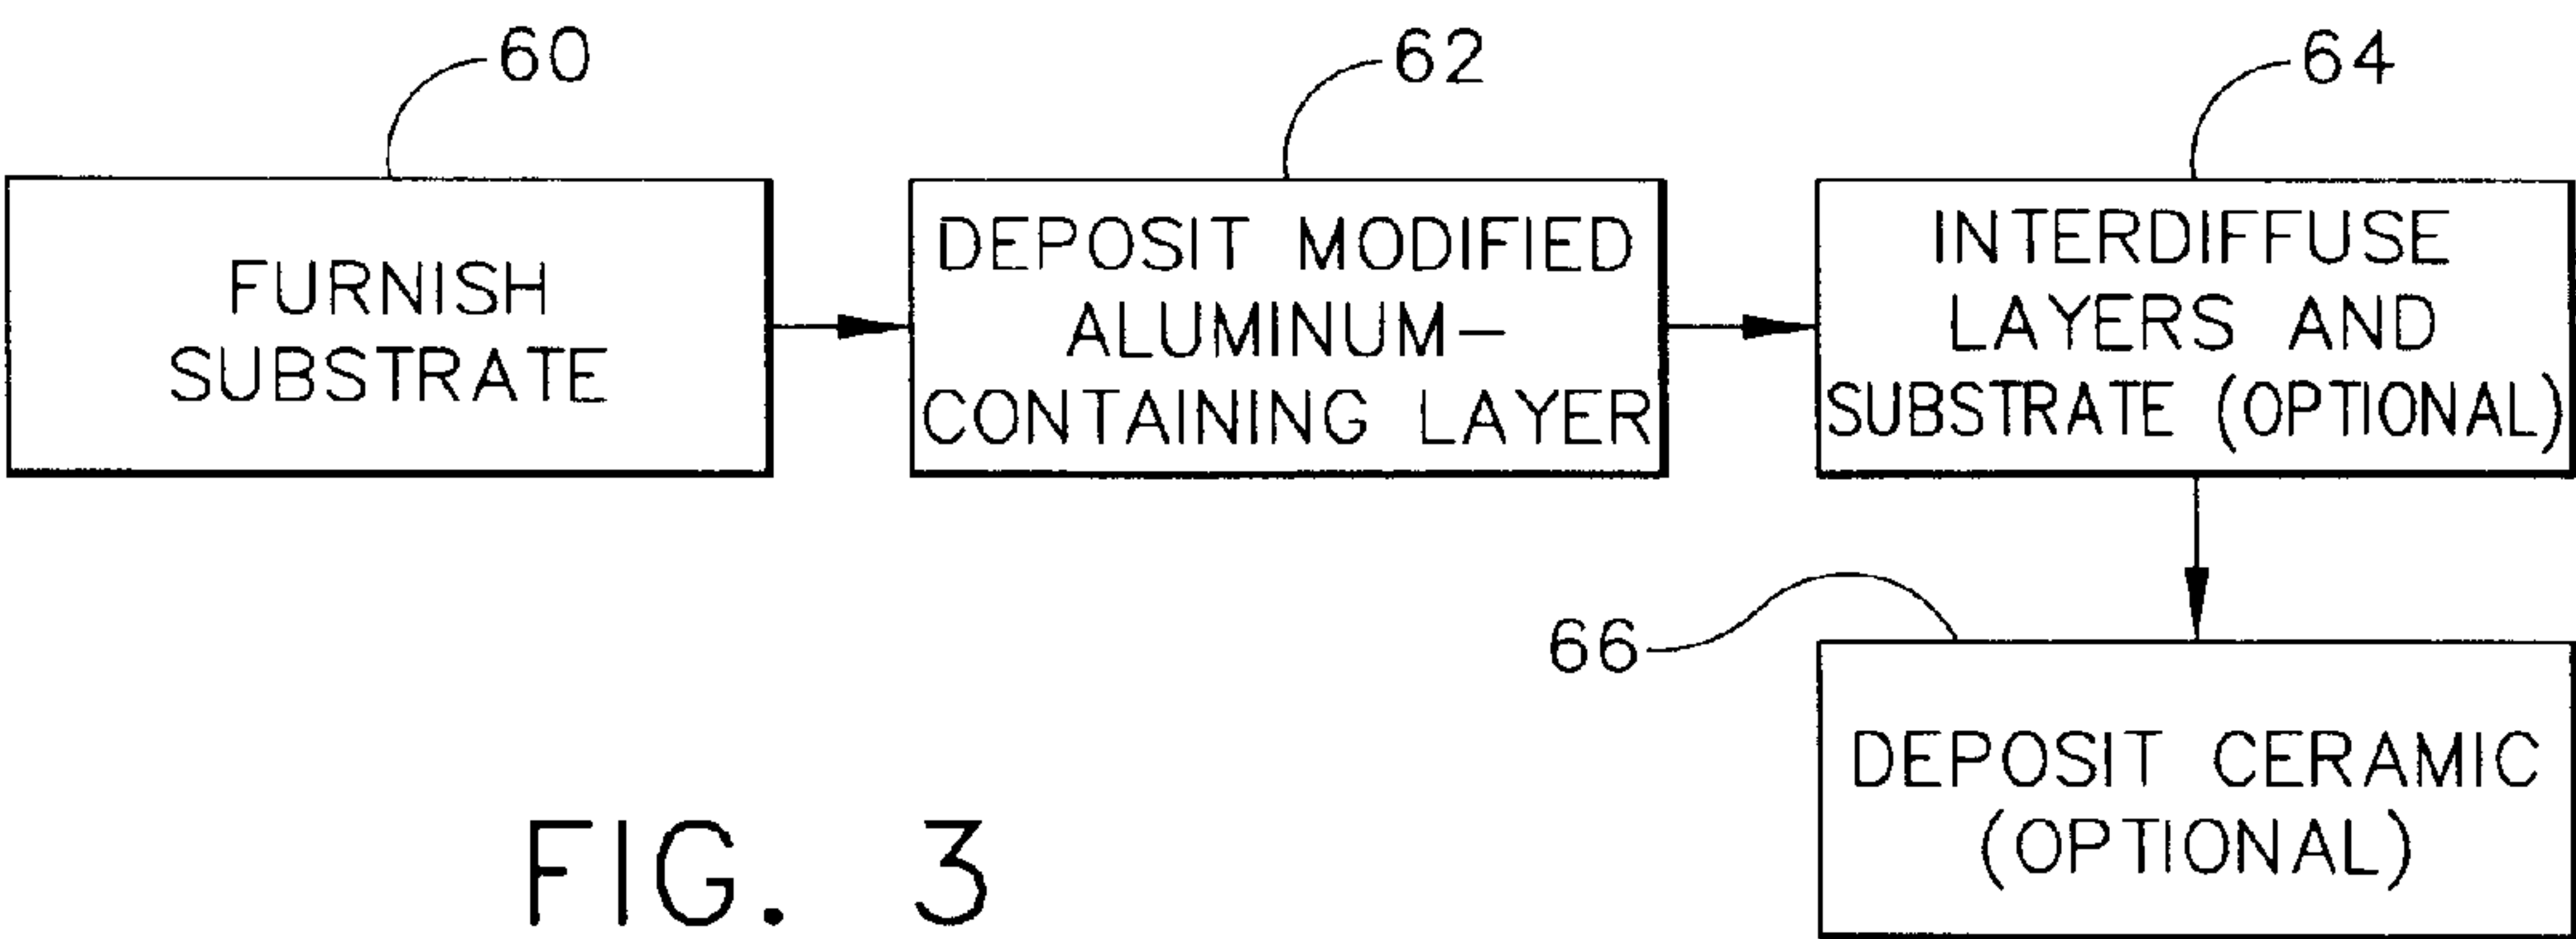 60
FURNISH
SUBSTRATE
62
DEPOSIT MODIFIED
ALUMINUM-
CONTAINING LAYER
64
INTERDIFFUSE
LAYERS AND
SUBSTRATE (OPTIONAL)
66
DEPOSIT CERAMIC
(OPTIONAL)
FIG. 3